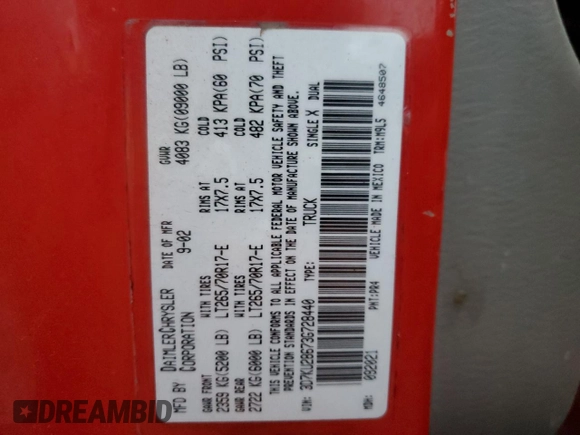 MFD BY DAIMLERCHRYSLER CORPORATION
DATE OF MFR 9-02
GVWR 4083 KG(09000 LB)
GAWR FRONT WITH TIRES RIMS AT COLD
2359 KG(5200 LB) LT265/70R17-E 17X7.5 413 KPA(60 PSI)
GAWR REAR WITH TIRES RIMS AT COLD
2722 KG(6000 LB) LT265/70R17-E 17X7.5 482 KPA(70 PSI)
THIS VEHICLE CONFORMS TO ALL APPLICABLE FEDERAL MOTOR VEHICLE SAFETY AND THEFT
PREVENTION STANDARDS IN EFFECT ON THE DATE OF MANUFACTURE SHOWN ABOVE.
VIN: 3D7KU28673G728440 TYPE: TRUCK SINGLE X DUAL
MDH: 092021 PNT:PR4 VEHICLE MADE IN MEXICO TRM:M9L5 4648507
DREAMBID